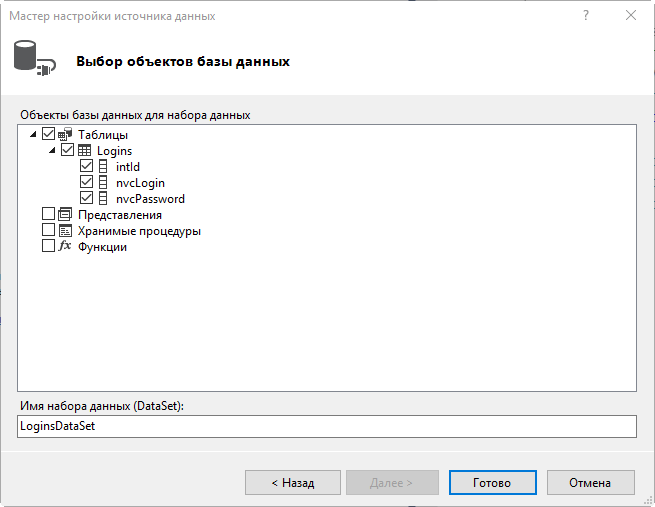 Мастер настройки источника данных
?
Выбор объектов базы данных
Объекты базы данных для набора данных
Таблицы
Logins
intId
nvcLogin
nvcPassword
Представления
Хранимые процедуры
fx Функции
Имя набора данных (DataSet):
LoginsDataSet
< Назад Далее > Готово Отмена